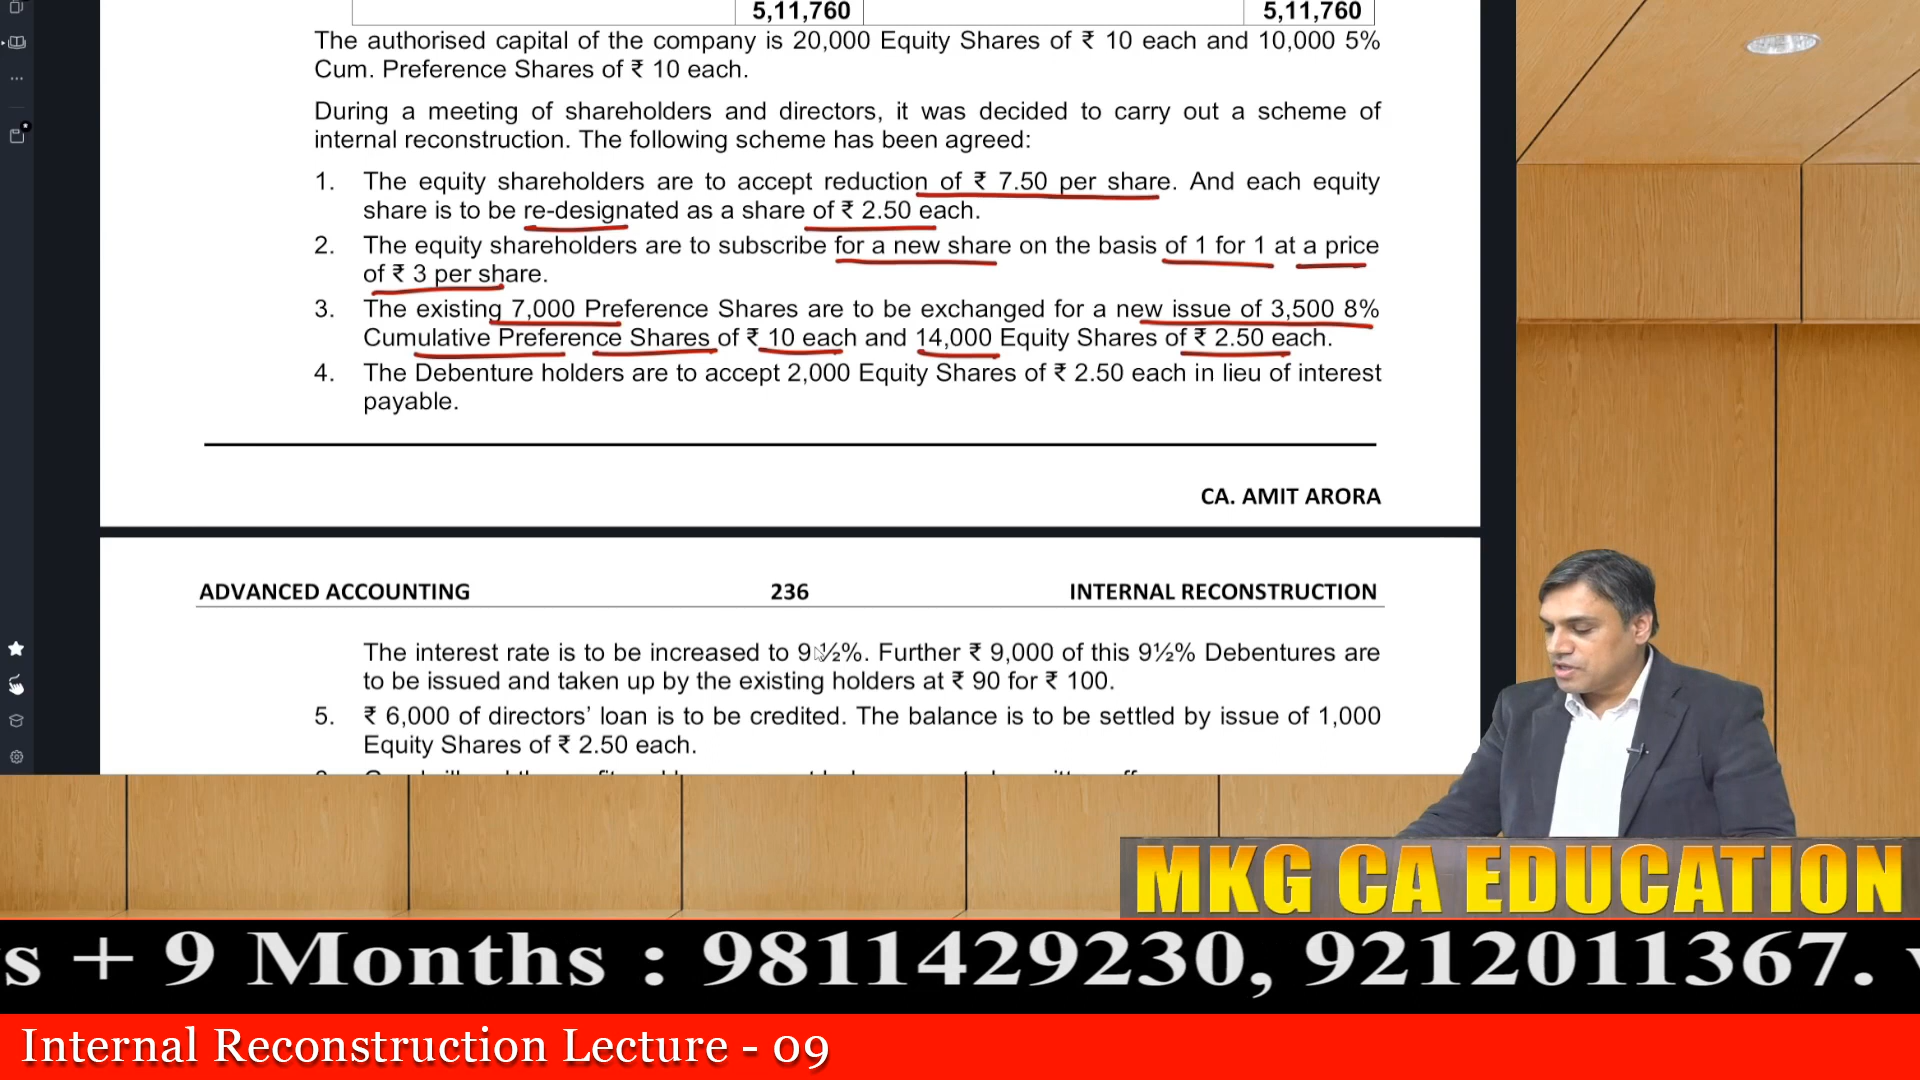 5,11,760 5,11,760
The authorised capital of the company is 20,000 Equity Shares of ₹ 10 each and 10,000 5%
Cum. Preference Shares of ₹ 10 each.
During a meeting of shareholders and directors, it was decided to carry out a scheme of
internal reconstruction. The following scheme has been agreed:
1. The equity shareholders are to accept reduction of ₹ 7.50 per share. And each equity
share is to be re-designated as a share of ₹ 2.50 each.
2. The equity shareholders are to subscribe for a new share on the basis of 1 for 1 at a price
of ₹ 3 per share.
3. The existing 7,000 Preference Shares are to be exchanged for a new issue of 3,500 8%
Cumulative Preference Shares of ₹ 10 each and 14,000 Equity Shares of ₹ 2.50 each.
4. The Debenture holders are to accept 2,000 Equity Shares of ₹ 2.50 each in lieu of interest
payable.
CA. AMIT ARORA
ADVANCED ACCOUNTING 236 INTERNAL RECONSTRUCTION
The interest rate is to be increased to 9½%. Further ₹ 9,000 of this 9½% Debentures are
to be issued and taken up by the existing holders at ₹ 90 for ₹ 100.
5. ₹ 6,000 of directors' loan is to be credited. The balance is to be settled by issue of 1,000
Equity Shares of ₹ 2.50 each.
MKG CA EDUCATION
s + 9 Months : 9811429230, 9212011367.
Internal Reconstruction Lecture - 09